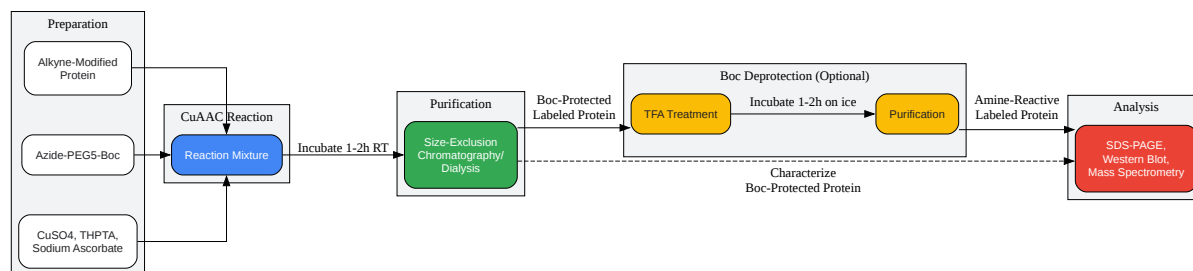 Preparation
Alkyne-Modified
Protein
Azide-PEG5-Boc
CuSO4, THPTA,
Sodium Ascorbate
CuAAC Reaction
Reaction Mixture
Incubate 1-2h RT
Purification
Size-Exclusion
Chromatography/
Dialysis
Boc-Protected
Labeled Protein
Boc Deprotection (Optional)
TFA Treatment
Incubate 1-2h on ice
Purification
Amine-Reactive
Labeled Protein
Characterize
Boc-Protected Protein
Analysis
SDS-PAGE,
Western Blot,
Mass Spectrometry